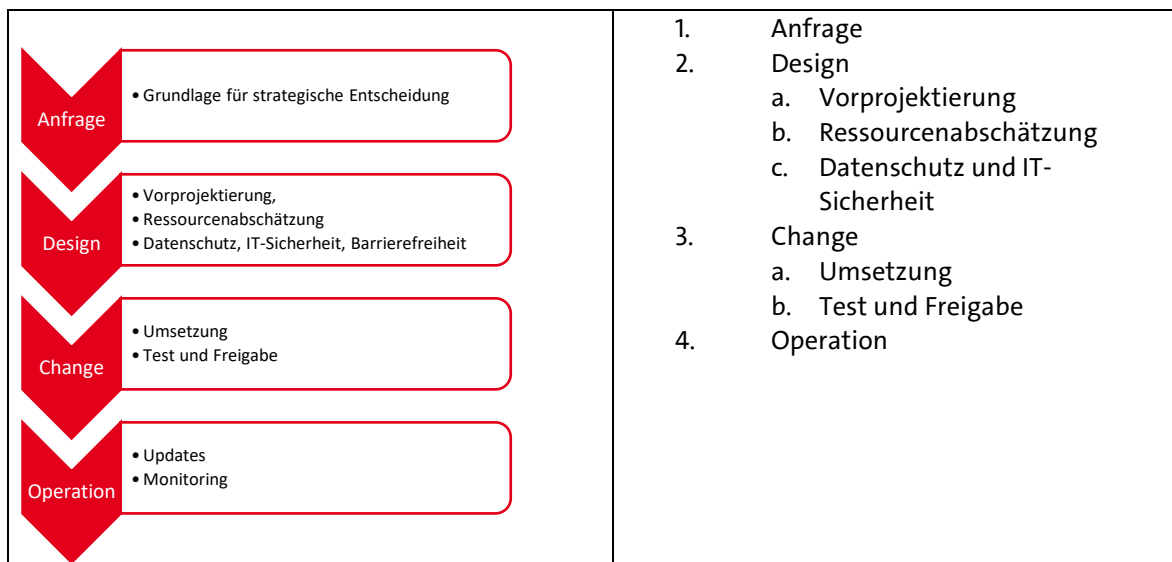 Anfrage
• Grundlage für strategische Entscheidung
Design
• Vorprojektierung,
• Ressourcenabschätzung
• Datenschutz, IT-Sicherheit, Barrierefreiheit
Change
• Umsetzung
• Test und Freigabe
Operation
• Updates
• Monitoring
1. Anfrage
2. Design
a. Vorprojektierung
b. Ressourcenabschätzung
c. Datenschutz und IT-
Sicherheit
3. Change
a. Umsetzung
b. Test und Freigabe
4. Operation